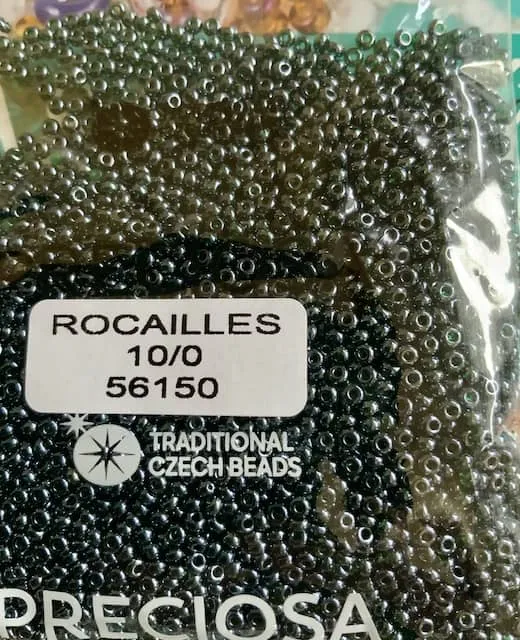 ROCAILLES
10/0
56150
TRADITIONAL
CZECH BEADS
PRECIOSA